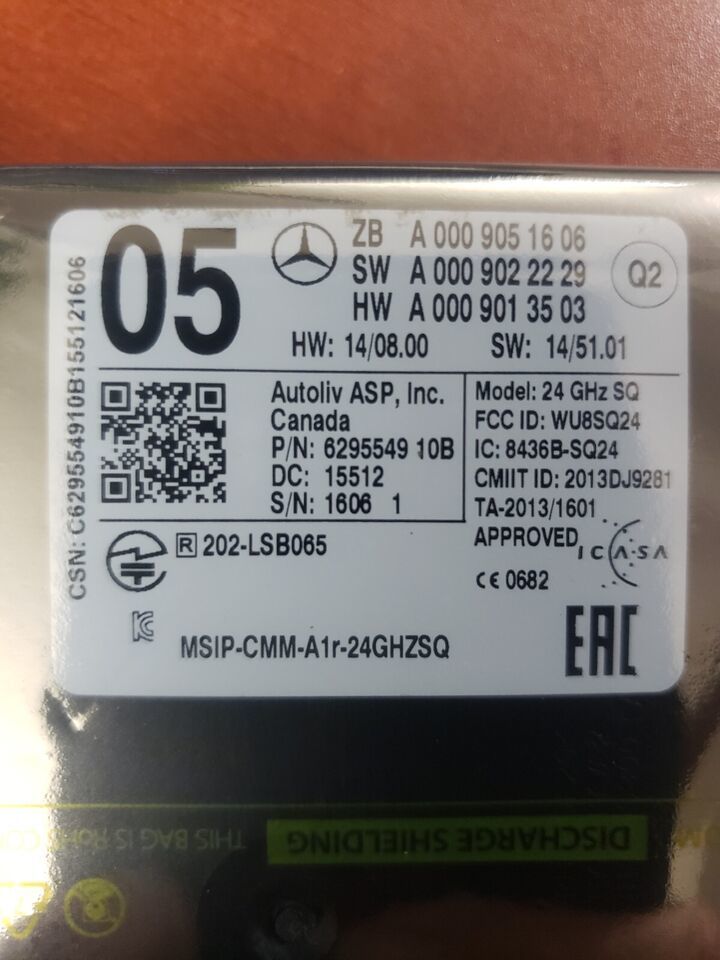 05
ZB A 000 905 16 06
SW A 000 902 22 29
HW A 000 901 35 03
Q2
HW: 14/08.00 SW: 14/51.01
CSN: C629554910B155121606
Autoliv ASP, Inc.
Canada
P/N: 6295549 10B
DC: 15512
S/N: 1606 1
Model: 24 GHz SQ
FCC ID: WU8SQ24
IC: 8436B-SQ24
CMIIT ID: 2013DJ9281
TA-2013/1601
APPROVED
ICASA
CE 0682
R 202-LSB065
KC
MSIP-CMM-A1r-24GHZSQ
EAC
DISCHARGE SHIELDING
THIS BAG IS RoHS CO